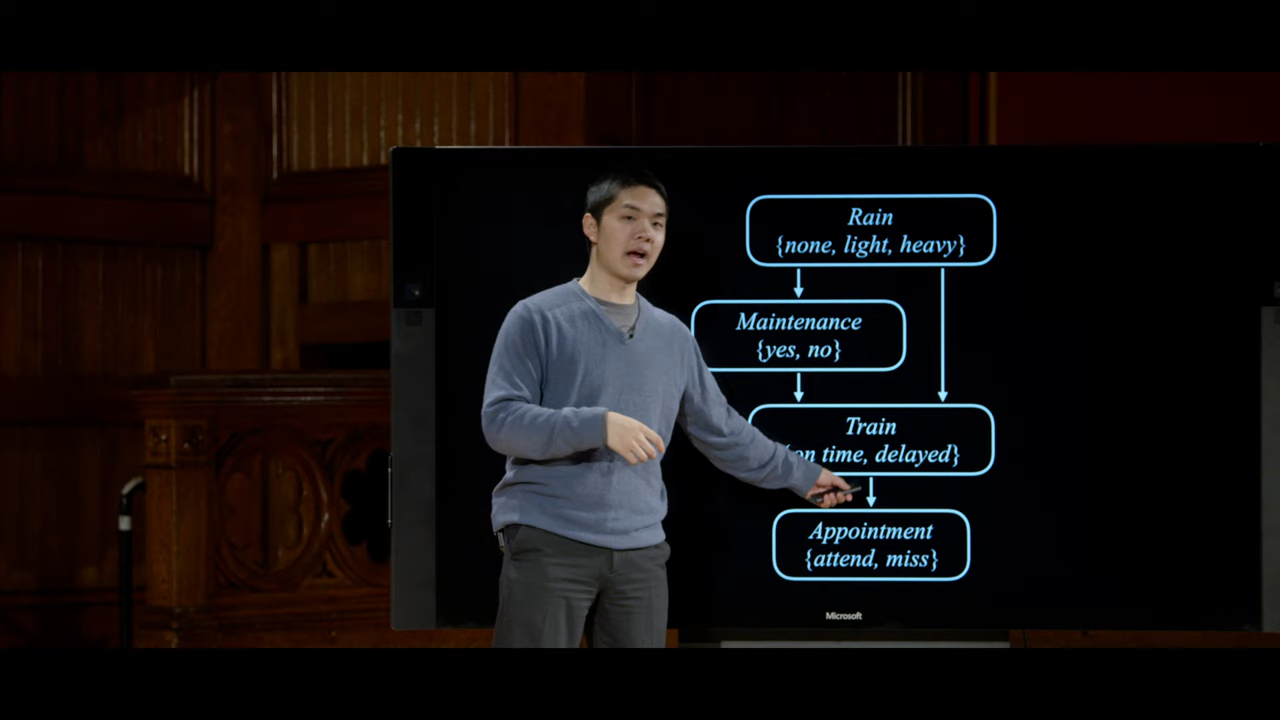 Rain
{none, light, heavy}
Maintenance
{yes, no}
Train
on time, delayed}
Appointment
{attend, miss}
Microsoft